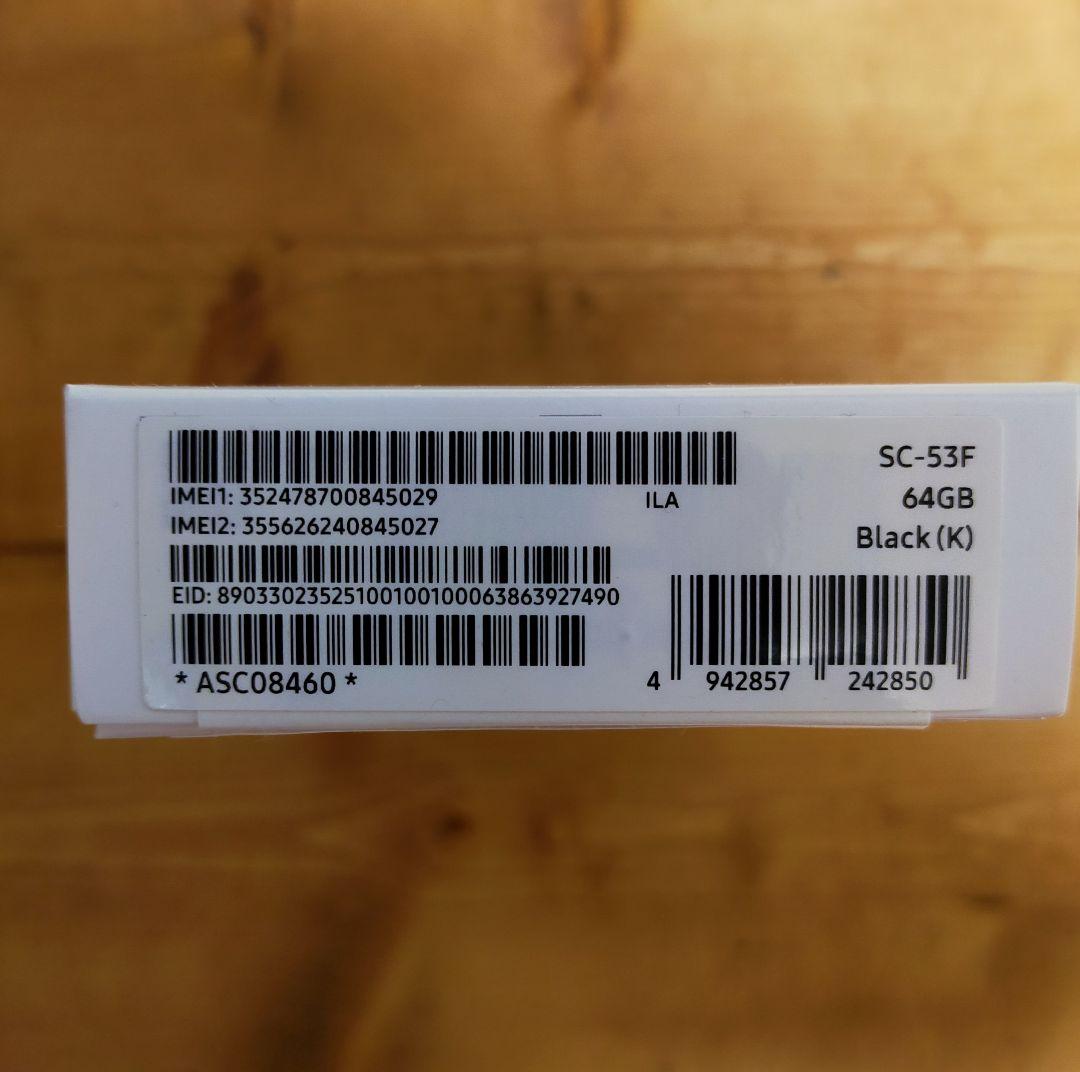 IMEI1: 352478700845029
ILA
IMEI2: 355626240845027
EID: 89033023525100100100063863927490
* ASC08460 *
SC-53F
64GB
Black (K)
4 942857 242850